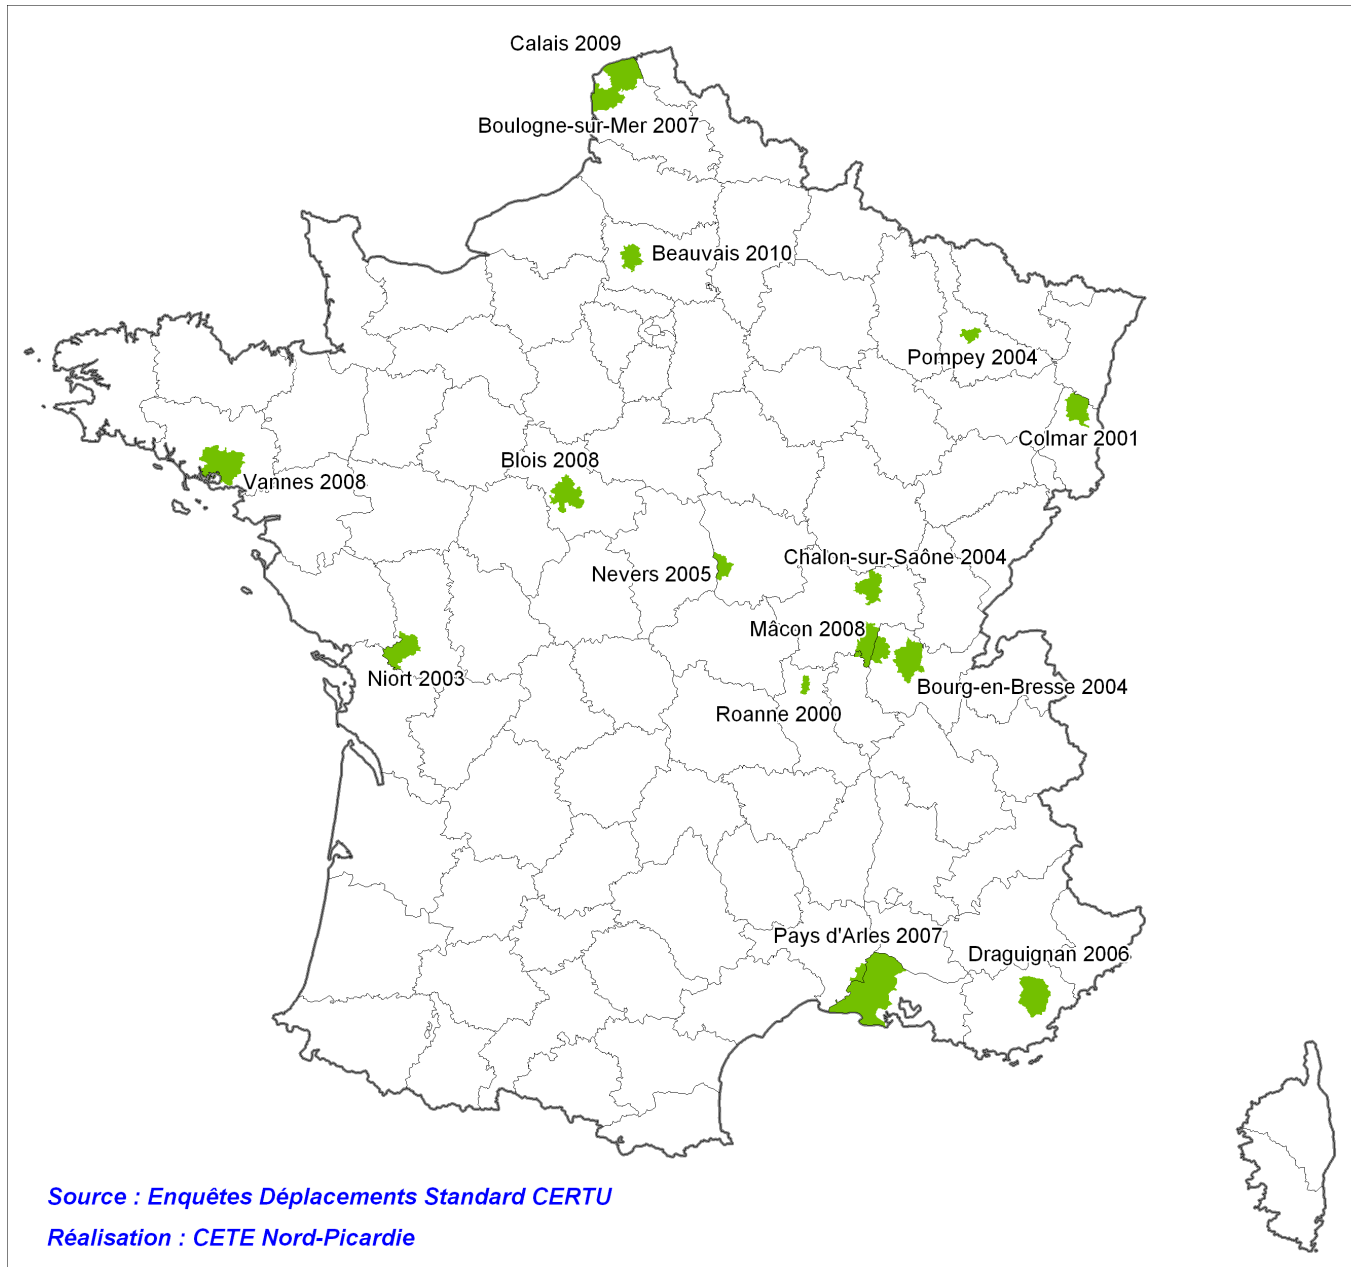 Calais 2009
Boulogne-sur-Mer 2007
Beauvais 2010
Pompey 2004
Colmar 2001
Blois 2008
Vannes 2008
Chalon-sur-Saône 2004
Nevers 2005
Mâcon 2008
Niort 2003
Bourg-en-Bresse 2004
Roanne 2000
Pays d'Arles 2007
Draguignan 2006
Source : Enquêtes Déplacements Standard CERTU
Réalisation : CETE Nord-Picardie